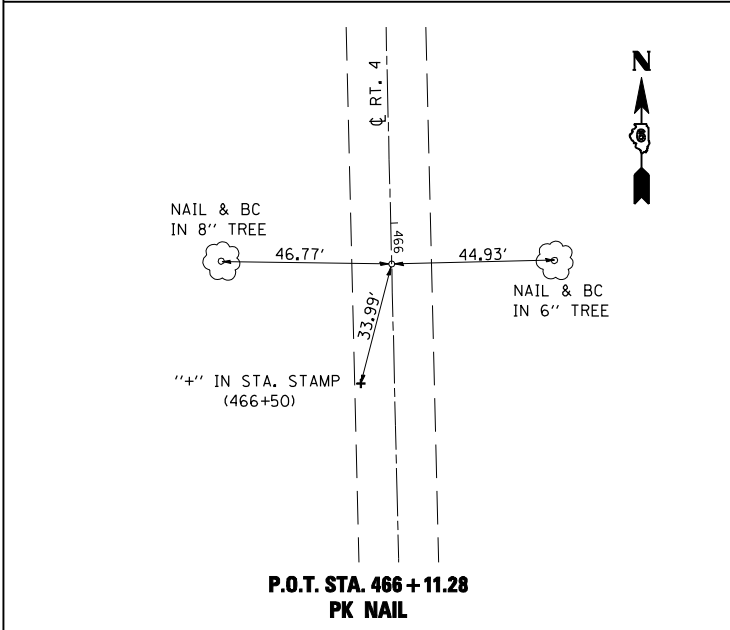 N
6
℄ RT. 4
466
NAIL & BC
IN 8'' TREE
46.77'
44.93'
NAIL & BC
IN 6'' TREE
33.99'
''+'' IN STA. STAMP
(466+50)
P.O.T. STA. 466 + 11.28
PK NAIL